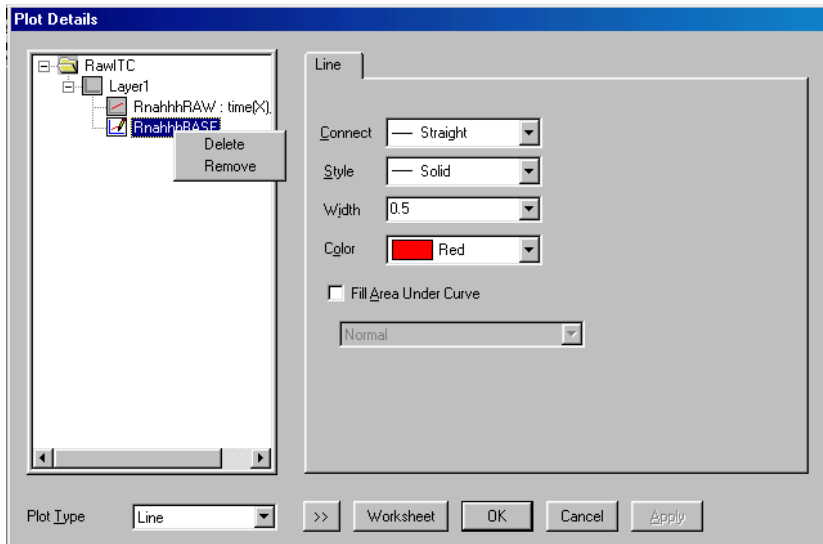 Plot Details
RawITC
Layer1
RnahhhRAW : time(X),
RnahhhBASE
Delete
Remove
Line
Connect Straight
Style Solid
Width 0.5
Color Red
Fill Area Under Curve
Normal
Plot Type Line >> Worksheet OK Cancel Apply